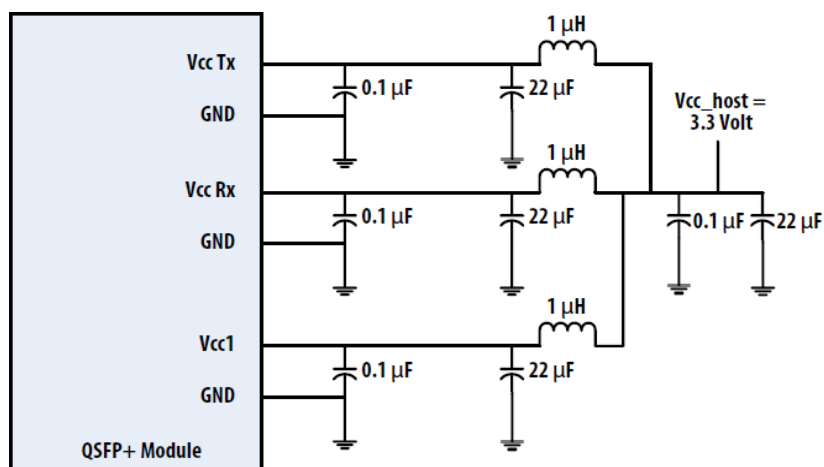 1 µH
Vcc Tx
0.1 µF
22 µF
GND
Vcc_host =
3.3 Volt
1 µH
Vcc Rx
0.1 µF
22 µF
0.1 µF
22 µF
GND
1 µH
Vcc1
0.1 µF
22 µF
GND
QSFP+ Module